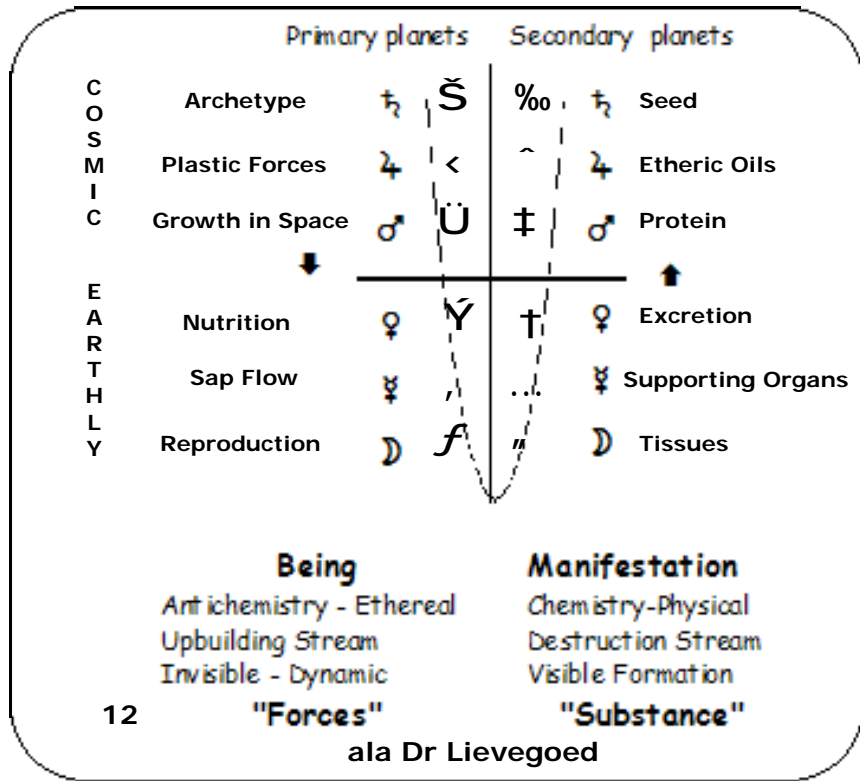 Primary planets Secondary planets
COSMIC
Archetype ♄ Š ‰ ♄ Seed
Plastic Forces ♃ < ˆ ♃ Etheric Oils
Growth in Space ♂ Ü ‡ ♂ Protein
EARTHLY
Nutrition ♀ Ý † ♀ Excretion
Sap Flow ☿ , … ☿ Supporting Organs
Reproduction ☽ ƒ „ ☽ Tissues
Being Manifestation
Antichemistry - Ethereal Chemistry-Physical
Upbuilding Stream Destruction Stream
Invisible - Dynamic Visible Formation
12 "Forces" "Substance"
ala Dr Lievegoed